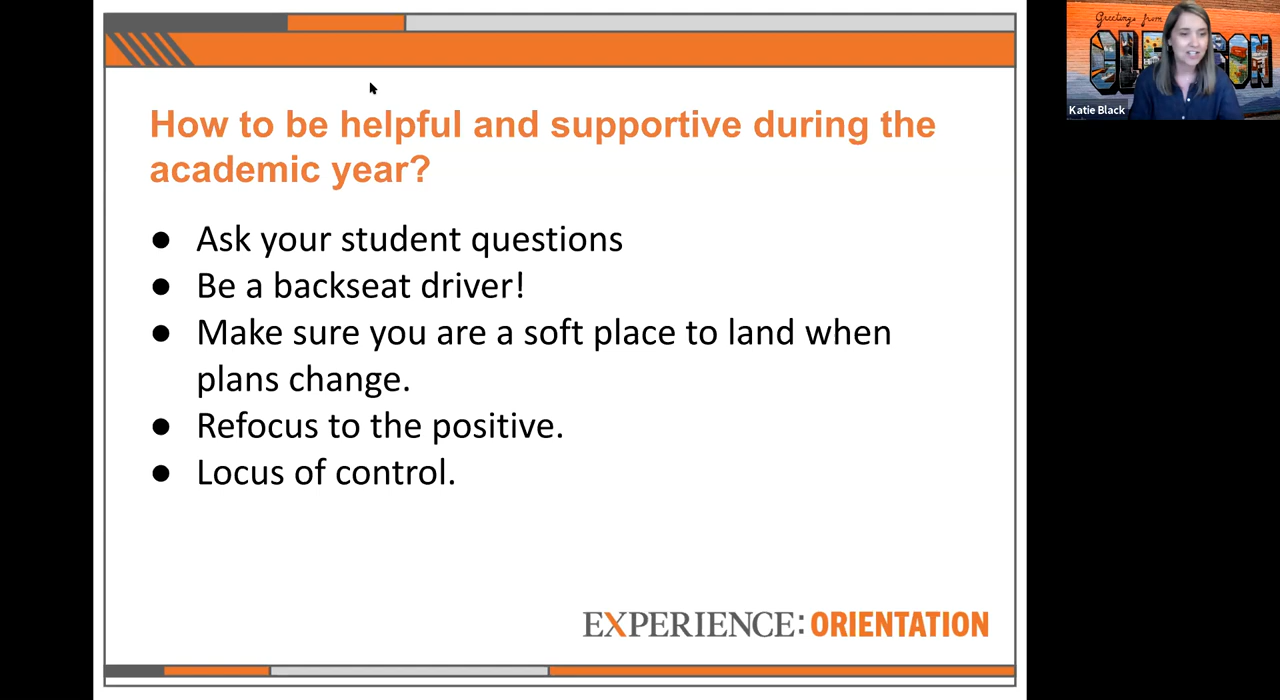 How to be helpful and supportive during the
academic year?
● Ask your student questions
● Be a backseat driver!
● Make sure you are a soft place to land when
plans change.
● Refocus to the positive.
● Locus of control.
EXPERIENCE: ORIENTATION
Greetings from
Katie Black